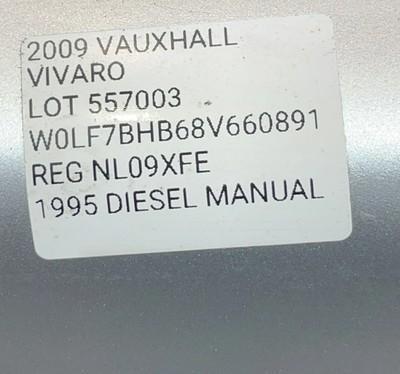 2009 VAUXHALL
VIVARO
LOT 557003
W0LF7BHB68V660891
REG NL09XFE
1995 DIESEL MANUAL